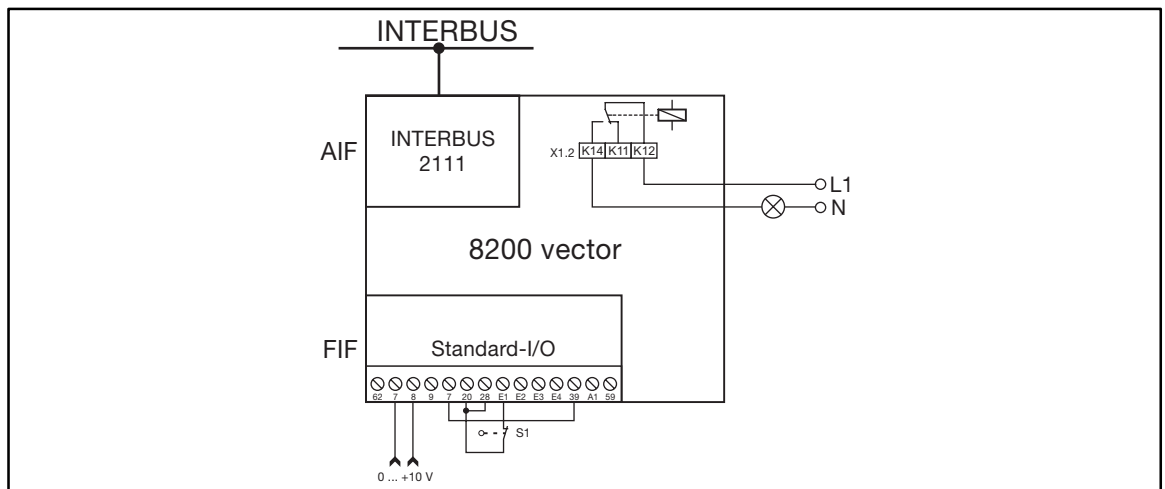 INTERBUS
AIF
INTERBUS
2111
X1.2 K14 K11 K12
L1
N
8200 vector
FIF
Standard-I/O
62 7 8 9 7 20 28 E1 E2 E3 E4 39 A1 59
S1
0 ... +10 V